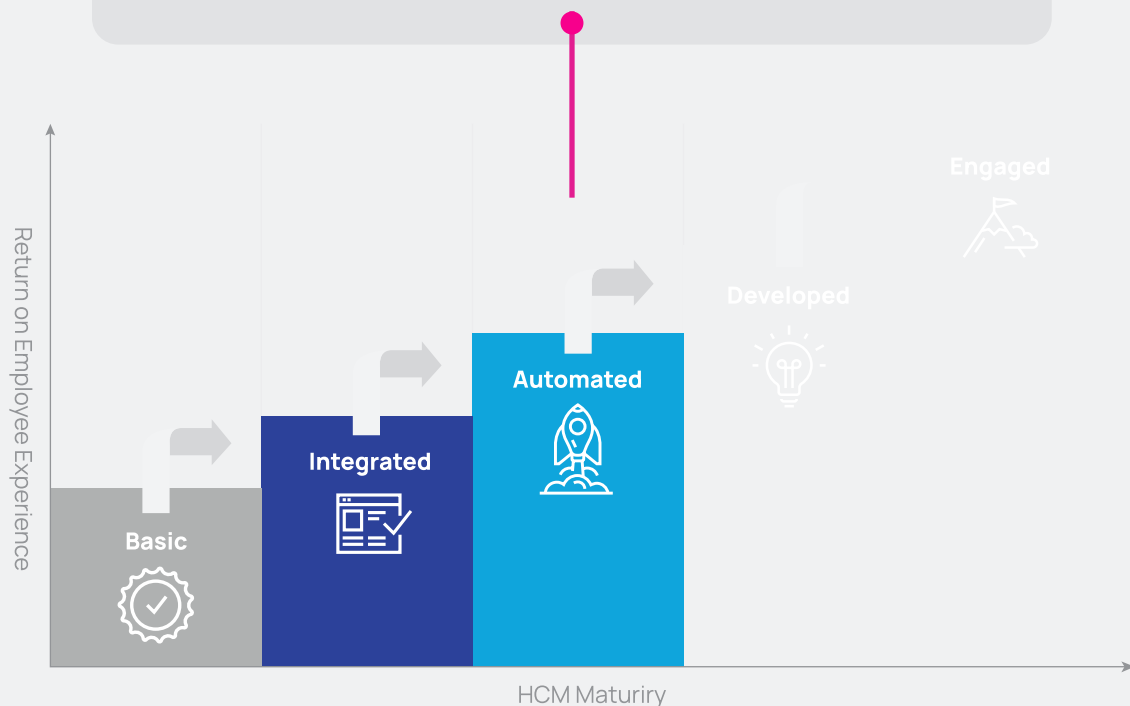 Engaged
Developed
Automated
Integrated
Basic
Return on Employee Experience
HCM Maturiry